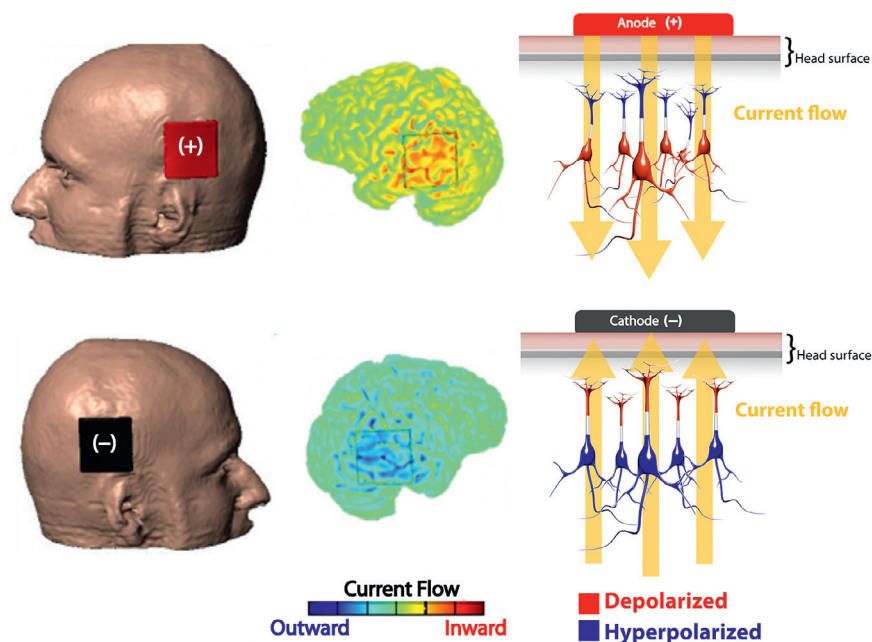 Anode (+)
Head surface
(+)
Current flow
Cathode (−)
Head surface
(−)
Current flow
Current Flow
Outward Inward
Depolarized
Hyperpolarized